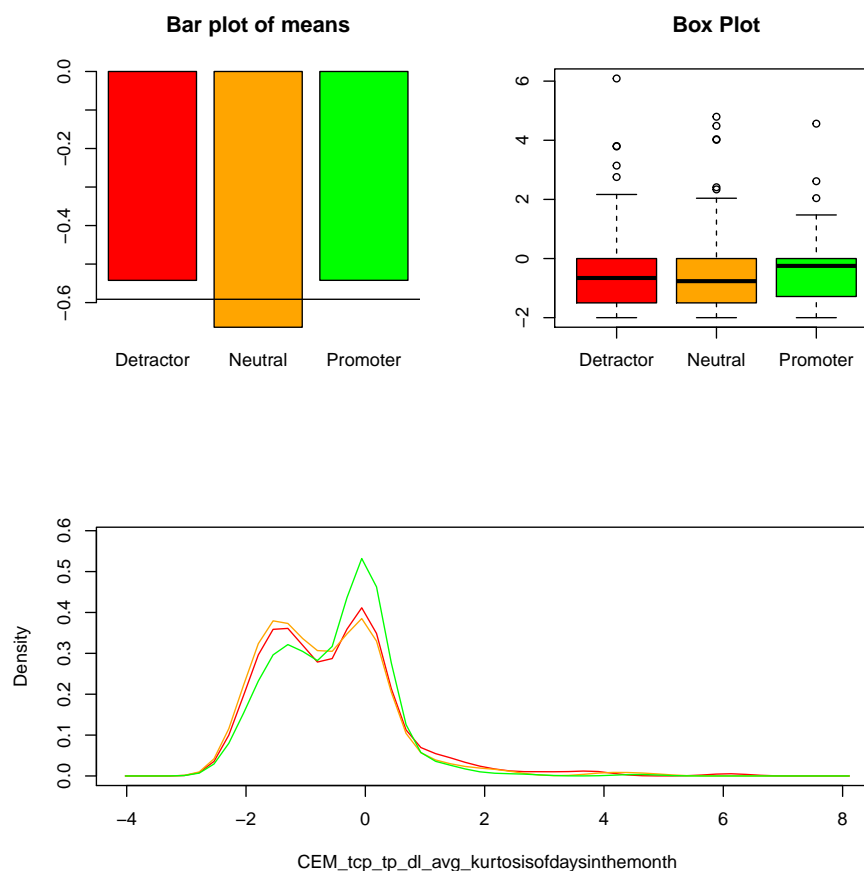 Bar plot of means
0.0
−0.2
−0.4
−0.6
Detractor Neutral Promoter
Box Plot
6
4
2
0
−2
Detractor Neutral Promoter
Density
0.6
0.5
0.4
0.3
0.2
0.1
0.0
−4 −2 0 2 4 6 8
CEM_tcp_tp_dl_avg_kurtosisofdaysinthemonth